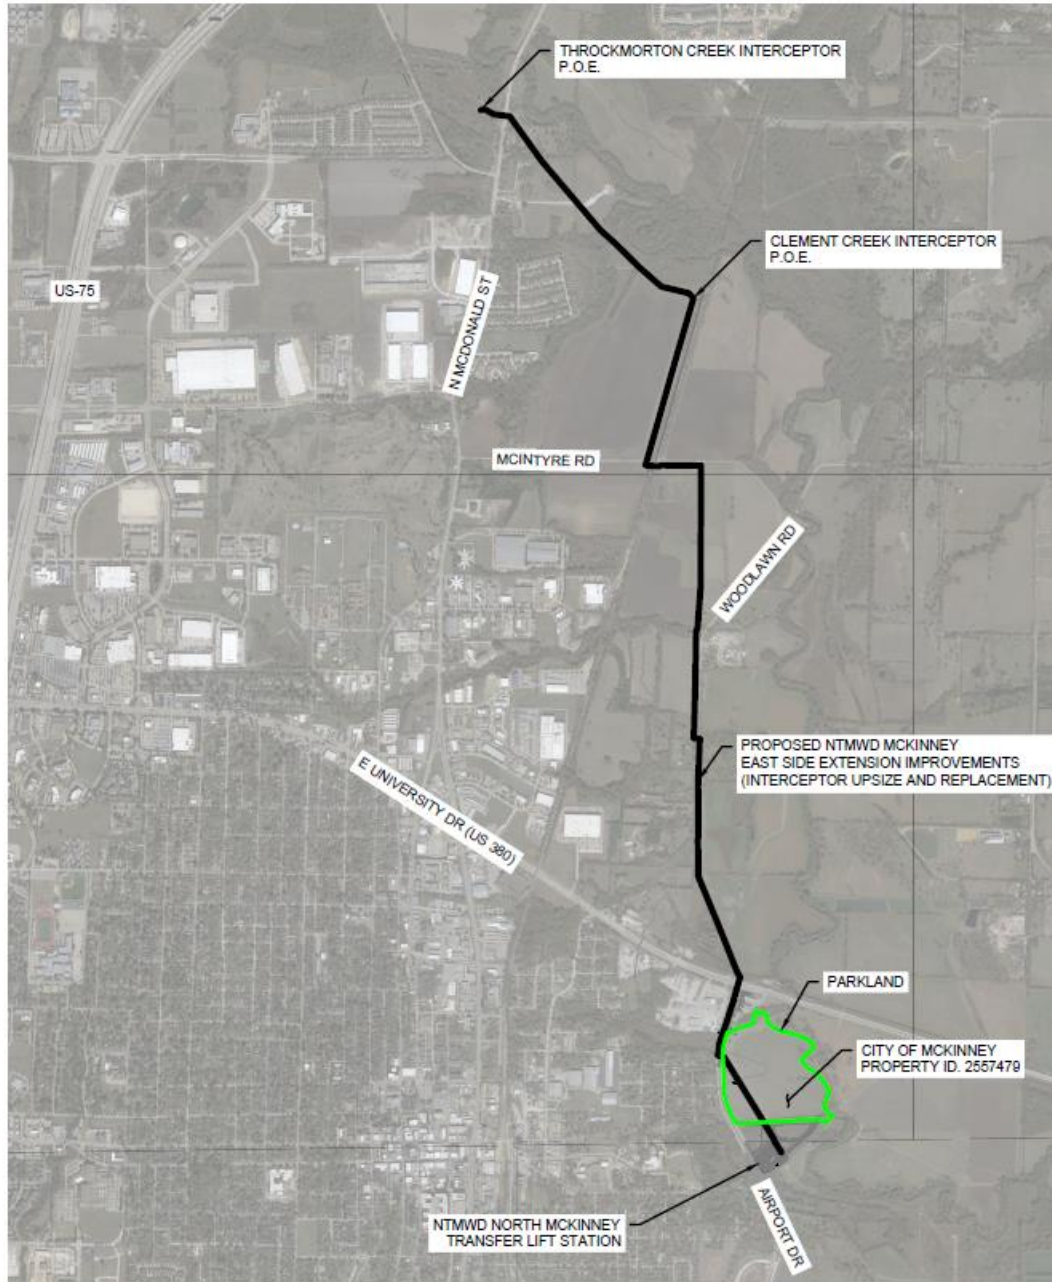 THROCKMORTON CREEK INTERCEPTOR
P.O.E.
CLEMENT CREEK INTERCEPTOR
P.O.E.
US-75
N MCDONALD ST
MCINTYRE RD
WOODLAWN RD
PROPOSED NTMWD MCKINNEY
EAST SIDE EXTENSION IMPROVEMENTS
(INTERCEPTOR UPSIZE AND REPLACEMENT)
E UNIVERSITY DR (US 380)
PARKLAND
CITY OF MCKINNEY
PROPERTY ID. 2557479
NTMWD NORTH MCKINNEY
TRANSFER LIFT STATION
AIRPORT DR